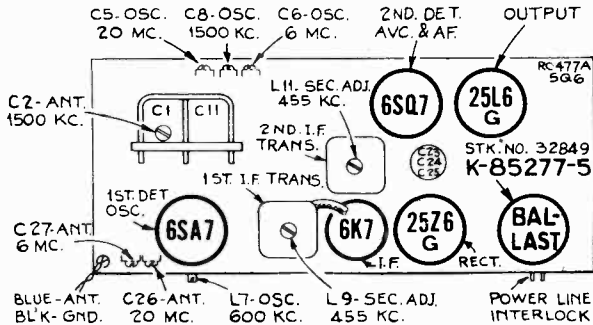 C5-OSC.
20 MC.
C8-OSC.
1500 KC.
C6-OSC.
6 MC.
2ND. DET.
AVC. & AF.
OUTPUT
RC477A
5Q6
C2-ANT.
1500 KC.
C1
C11
L11-SEC. ADJ.
455 KC.
6SQ7
25L6
G
2ND I.F.
TRANS.
C23
C24
C25
STK. NO. 32849
K-85277-5
1ST. DET
OSC.
1ST. I.F. TRANS.
C27-ANT.
6 MC.
6SA7
6K7
25Z6
G
BAL-
LAST
I.F.
RECT.
BLUE-ANT.
BL'K-GND.
C26-ANT.
20 MC.
L7-OSC.
600 KC.
L9-SEC. ADJ.
455 KC.
POWER LINE
INTERLOCK